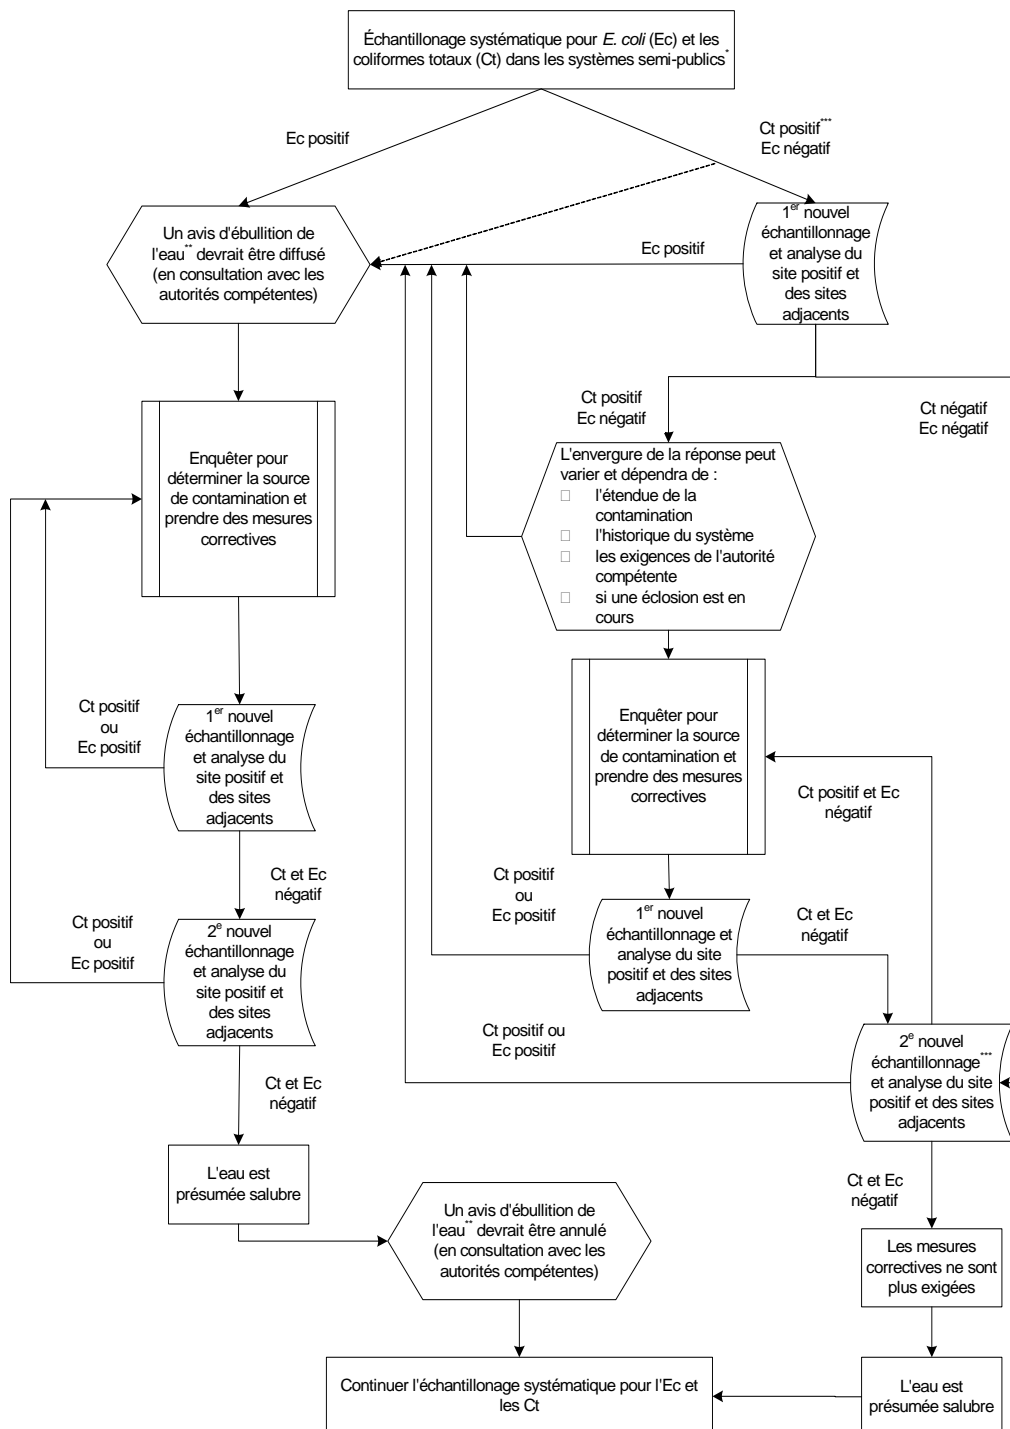 Échantillonage systématique pour E. coli (Ec) et les
coliformes totaux (Ct) dans les systèmes semi-publics*
Ec positif
Ct positif***
Ec négatif
Un avis d'ébullition de
l'eau** devrait être diffusé
(en consultation avec les
autorités compétentes)
Ec positif
1er nouvel
échantillonnage
et analyse du
site positif et
des sites
adjacents
Ct positif
Ec négatif
Ct négatif
Ec négatif
Enquêter pour
déterminer la source
de contamination et
prendre des mesures
correctives
L'envergure de la réponse peut
varier et dépendra de :
l'étendue de la
contamination
l'historique du système
les exigences de l'autorité
compétente
si une éclosion est en
cours
Ct positif
ou
Ec positif
1er nouvel
échantillonnage
et analyse du
site positif et
des sites
adjacents
Enquêter pour
déterminer la source
de contamination et
prendre des mesures
correctives
Ct positif et Ec
négatif
Ct et Ec
négatif
Ct positif
ou
Ec positif
2e nouvel
échantillonnage
et analyse du
site positif et
des sites
adjacents
Ct positif
ou
Ec positif
1er nouvel
échantillonnage et
analyse du site
positif et des sites
adjacents
Ct et Ec
négatif
Ct positif ou
Ec positif
2e nouvel
échantillonnage***
et analyse du site
positif et des sites
adjacents
Ct et Ec
négatif
L'eau est
présumée salubre
Un avis d'ébullition de
l'eau** devrait être annulé
(en consultation avec les
autorités compétentes)
Ct et Ec
négatif
Les mesures
correctives ne sont
plus exigées
Continuer l'échantillonage systématique pour l'Ec et
les Ct
L'eau est
présumée salubre